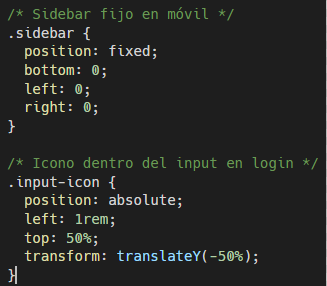 /* Sidebar fijo en móvil */
.sidebar {
  position: fixed;
  bottom: 0;
  left: 0;
  right: 0;
}

/* Icono dentro del input en login */
.input-icon {
  position: absolute;
  left: 1rem;
  top: 50%;
  transform: translateY(-50%);
}